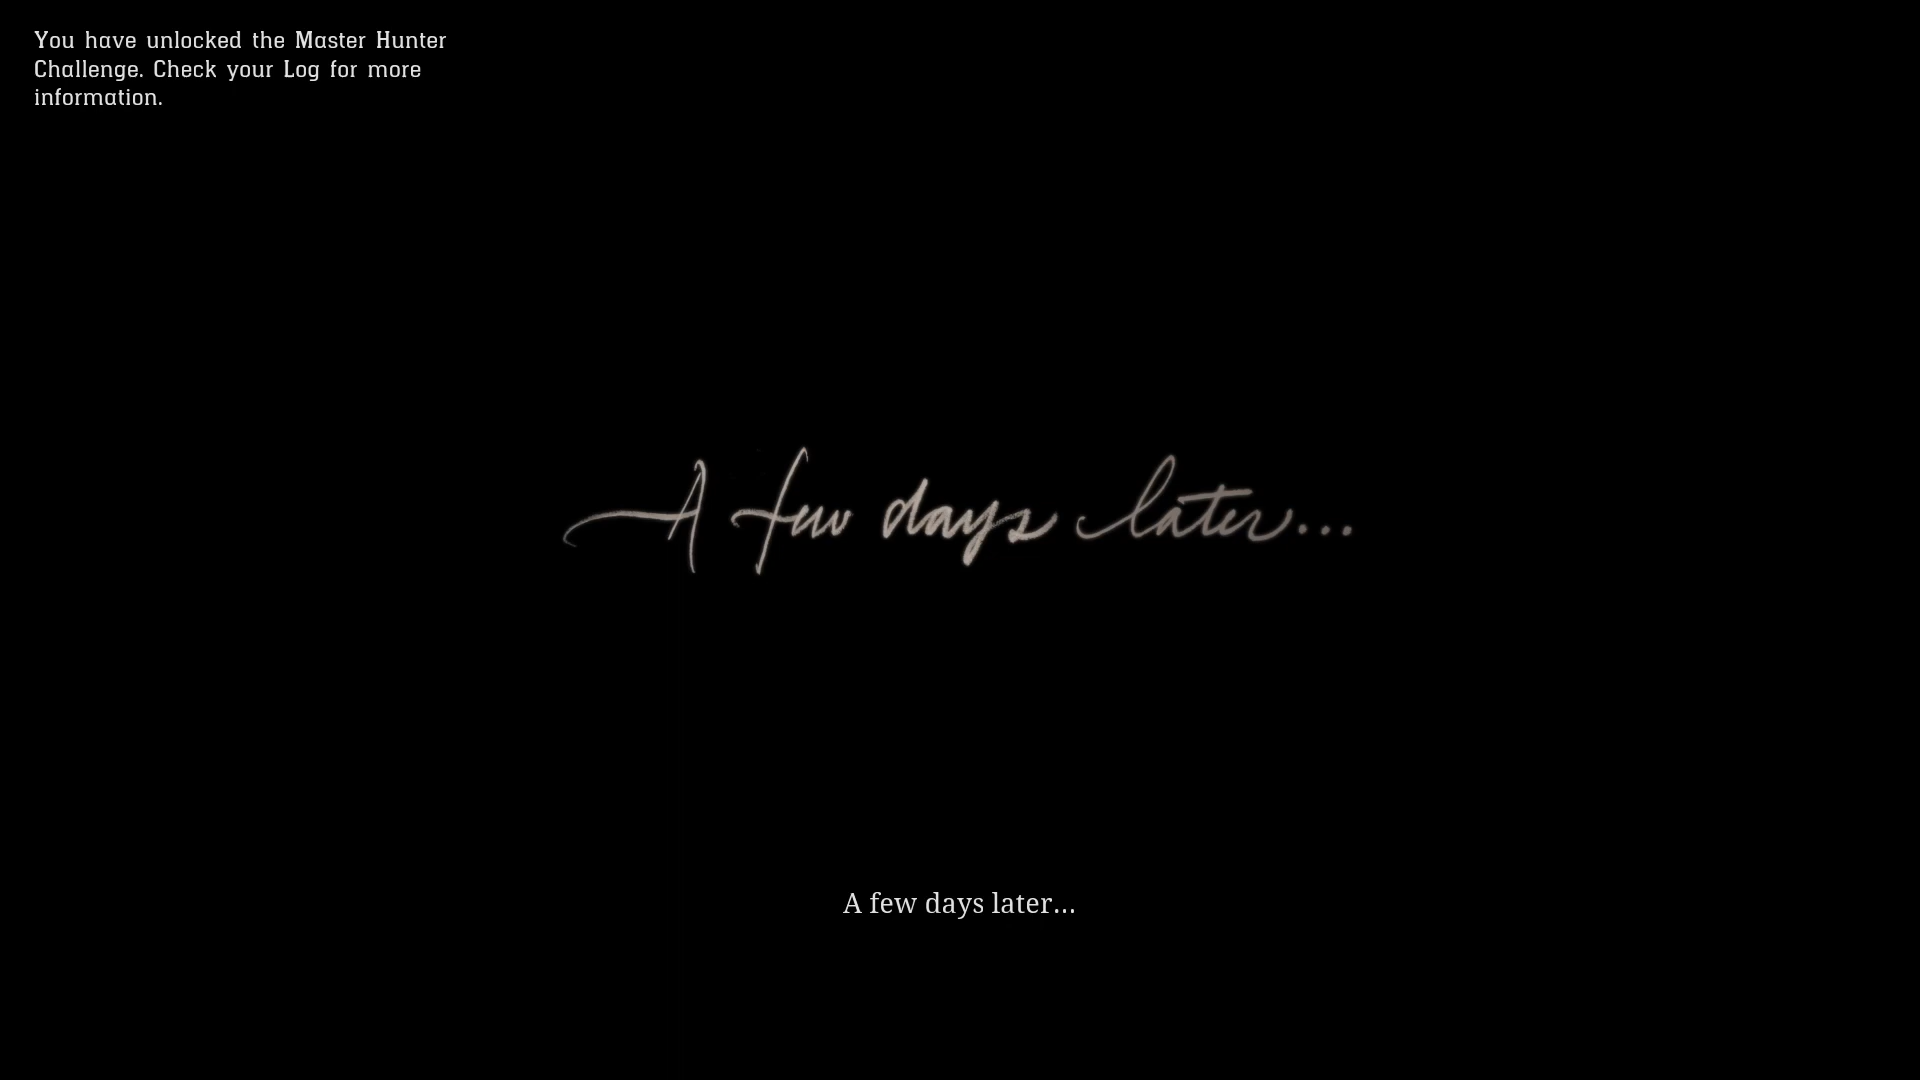 You have unlocked the Master Hunter
Challenge. Check your Log for more
information.
A few days later...
A few days later...